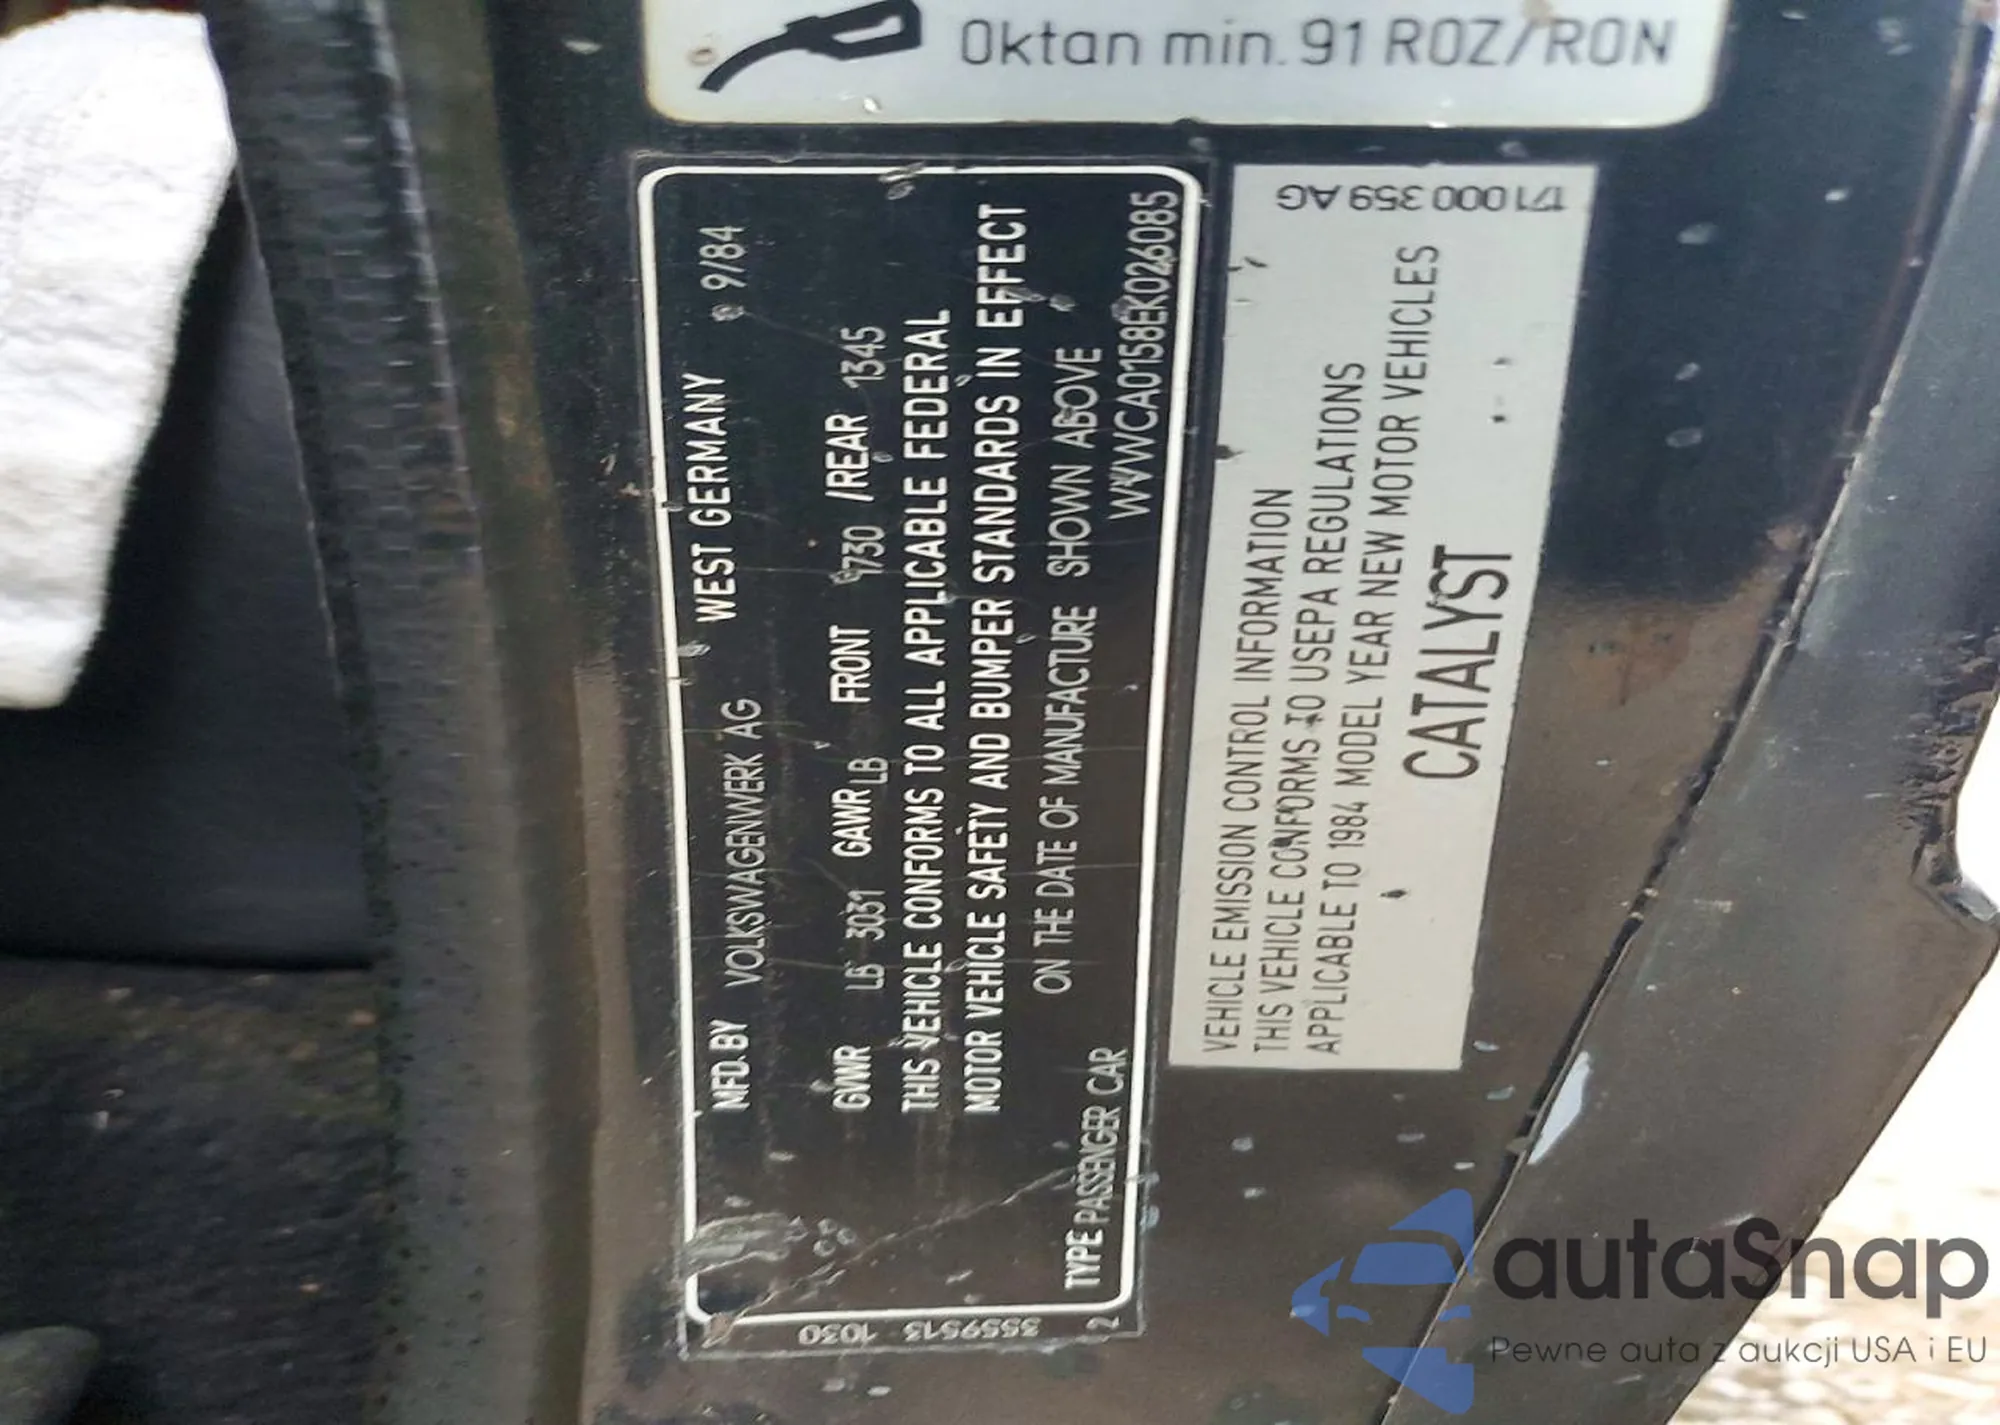 Oktan min. 91 ROZ/RON
MFD.BY VOLKSWAGENWERK AG WEST GERMANY 9/84
GVWR LB 3031 GAWR LB FRONT 1730 /REAR 1345
THIS VEHICLE CONFORMS TO ALL APPLICABLE FEDERAL
MOTOR VEHICLE SAFETY AND BUMPER STANDARDS IN EFFECT
ON THE DATE OF MANUFACTURE SHOWN ABOVE
TYPE PASSENGER CAR WVWCA0158EK026085
3559513 1030
2
171 000 359 AG
VEHICLE EMISSION CONTROL INFORMATION
THIS VEHICLE CONFORMS TO USEPA REGULATIONS
APPLICABLE TO 1984 MODEL YEAR NEW MOTOR VEHICLES
CATALYST
autaSnap
Pewne auta z aukcji USA i EU